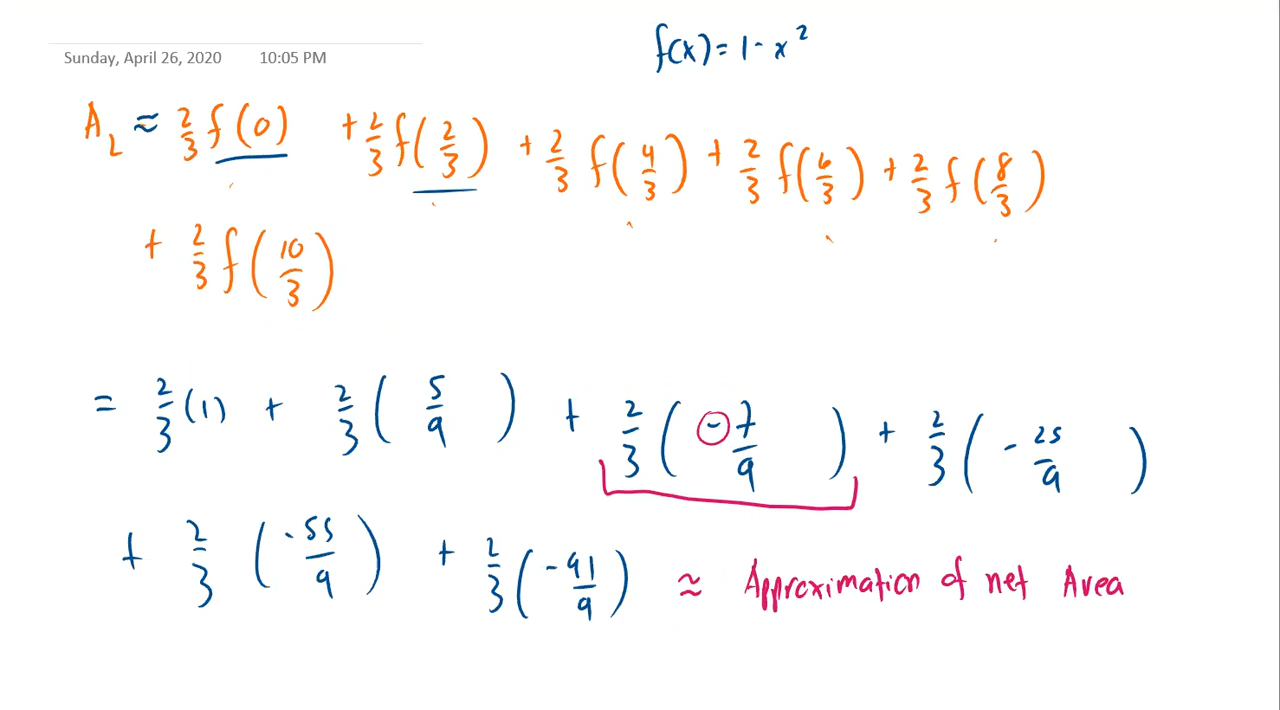 f(x) = 1 - x²
Sunday, April 26, 2020 10:05 PM
A_L ≈ 2/3 f(0) + 2/3 f(2/3) + 2/3 f(4/3) + 2/3 f(6/3) + 2/3 f(8/3)
+ 2/3 f(10/3)
= 2/3 (1) + 2/3 (5/9) + 2/3 (-7/9) + 2/3 (-25/9)
+ 2/3 (-55/9) + 2/3 (-91/9) ≈ Approximation of net Area